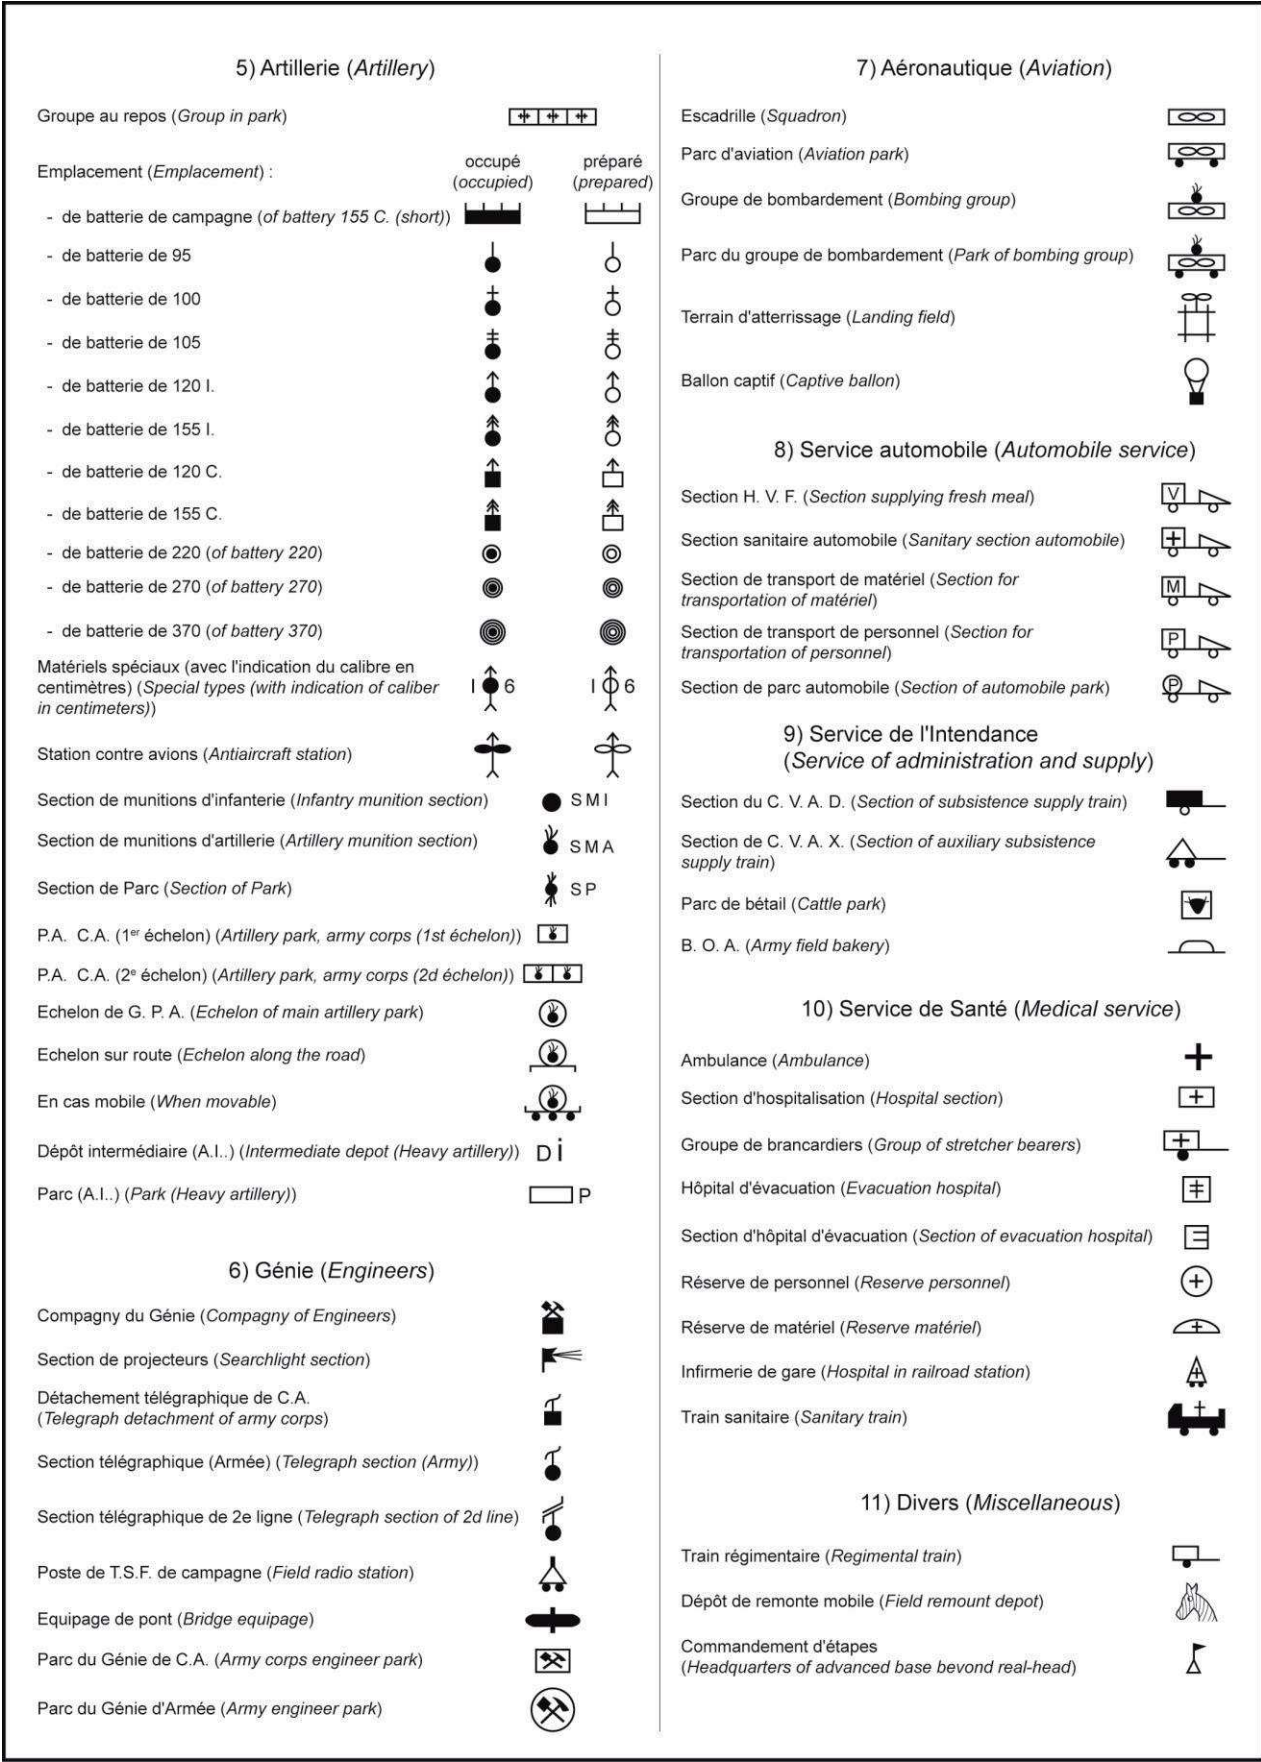 5) Artillerie (Artillery)
Groupe au repos (Group in park)
Emplacement (Emplacement) :
occupé
(occupied)
préparé
(prepared)
- de batterie de campagne (of battery 155 C. (short))
- de batterie de 95
- de batterie de 100
- de batterie de 105
- de batterie de 120 l.
- de batterie de 155 l.
- de batterie de 120 C.
- de batterie de 155 C.
- de batterie de 220 (of battery 220)
- de batterie de 270 (of battery 270)
- de batterie de 370 (of battery 370)
Matériels spéciaux (avec l'indication du calibre en
centimètres) (Special types (with indication of caliber
in centimeters))
I 6
I 6
Station contre avions (Antiaircraft station)
Section de munitions d'infanterie (Infantry munition section)
SMI
Section de munitions d'artillerie (Artillery munition section)
SMA
Section de Parc (Section of Park)
SP
P.A. C.A. (1er échelon) (Artillery park, army corps (1st échelon))
P.A. C.A. (2e échelon) (Artillery park, army corps (2d échelon))
Echelon de G. P. A. (Echelon of main artillery park)
Echelon sur route (Echelon along the road)
En cas mobile (When movable)
Dépôt intermédiaire (A.l..) (Intermediate depot (Heavy artillery))
Di
Parc (A.l..) (Park (Heavy artillery))
P
6) Génie (Engineers)
Compagny du Génie (Compagny of Engineers)
Section de projecteurs (Searchlight section)
Détachement télégraphique de C.A.
(Telegraph detachment of army corps)
Section télégraphique (Armée) (Telegraph section (Army))
Section télégraphique de 2e ligne (Telegraph section of 2d line)
Poste de T.S.F. de campagne (Field radio station)
Equipage de pont (Bridge equipage)
Parc du Génie de C.A. (Army corps engineer park)
Parc du Génie d'Armée (Army engineer park)
7) Aéronautique (Aviation)
Escadrille (Squadron)
Parc d'aviation (Aviation park)
Groupe de bombardement (Bombing group)
Parc du groupe de bombardement (Park of bombing group)
Terrain d'atterrissage (Landing field)
Ballon captif (Captive ballon)
8) Service automobile (Automobile service)
Section H. V. F. (Section supplying fresh meal)
V
Section sanitaire automobile (Sanitary section automobile)
Section de transport de matériel (Section for
transportation of matériel)
M
Section de transport de personnel (Section for
transportation of personnel)
P
Section de parc automobile (Section of automobile park)
P
9) Service de l'Intendance
(Service of administration and supply)
Section du C. V. A. D. (Section of subsistence supply train)
Section de C. V. A. X. (Section of auxiliary subsistence
supply train)
Parc de bétail (Cattle park)
B. O. A. (Army field bakery)
10) Service de Santé (Medical service)
Ambulance (Ambulance)
Section d'hospitalisation (Hospital section)
Groupe de brancardiers (Group of stretcher bearers)
Hôpital d'évacuation (Evacuation hospital)
Section d'hôpital d'évacuation (Section of evacuation hospital)
Réserve de personnel (Reserve personnel)
Réserve de matériel (Reserve matériel)
Infirmerie de gare (Hospital in railroad station)
Train sanitaire (Sanitary train)
11) Divers (Miscellaneous)
Train régimentaire (Regimental train)
Dépôt de remonte mobile (Field remount depot)
Commandement d'étapes
(Headquarters of advanced base bevond real-head)